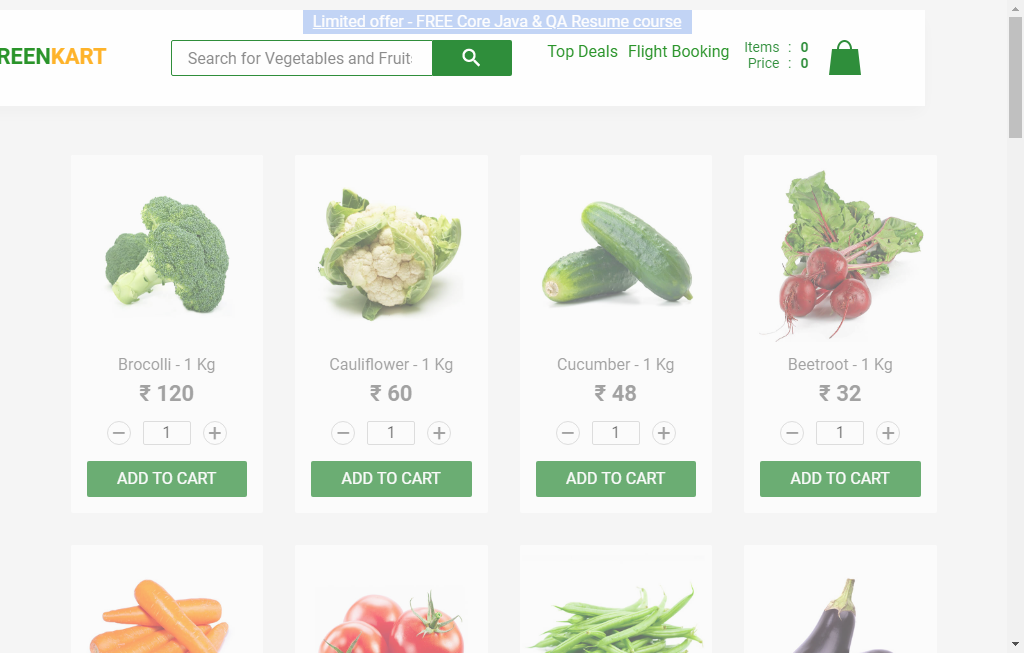 Limited offer - FREE Core Java & QA Resume course
REENKART
Search for Vegetables and Fruit
Top Deals Flight Booking
Items : 0
Price : 0
Brocolli - 1 Kg
₹ 120
1
ADD TO CART
Cauliflower - 1 Kg
₹ 60
1
ADD TO CART
Cucumber - 1 Kg
₹ 48
1
ADD TO CART
Beetroot - 1 Kg
₹ 32
1
ADD TO CART